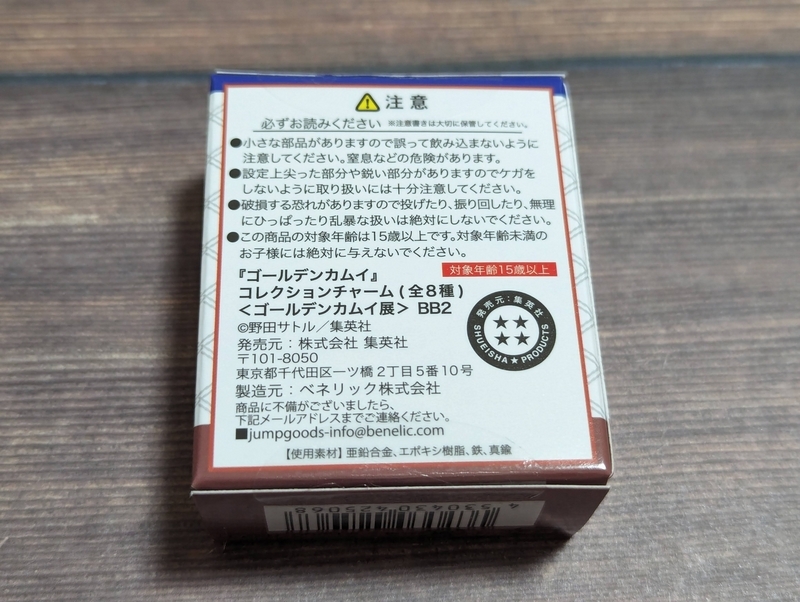 注意
必ずお読みください ※注意書きは大切に保管してください。
●小さな部品がありますので誤って飲み込まないように
注意してください。窒息などの危険があります。
●設定上尖った部分や鋭い部分がありますのでケガを
しないように取り扱いには十分注意してください。
●破損する恐れがありますので投げたり、振り回したり、無理
にひっぱったり乱暴な扱いは絶対にしないでください。
●この商品の対象年齢は15歳以上です。対象年齢未満の
お子様には絶対に与えないでください。
対象年齢15歳以上
『ゴールデンカムイ』
コレクションチャーム(全8種)
<ゴールデンカムイ展> BB2
©野田サトル/集英社
発売元:株式会社 集英社
〒101-8050
東京都千代田区一ツ橋2丁目5番10号
製造元:ベネリック株式会社
商品に不備がございましたら、
下記メールアドレスまでご連絡ください。
■jumpgoods-info@benelic.com
【使用素材】亜鉛合金、エポキシ樹脂、鉄、真鍮
発売元:集英社
SHUEISHA★PRODUCTS
4530430425068